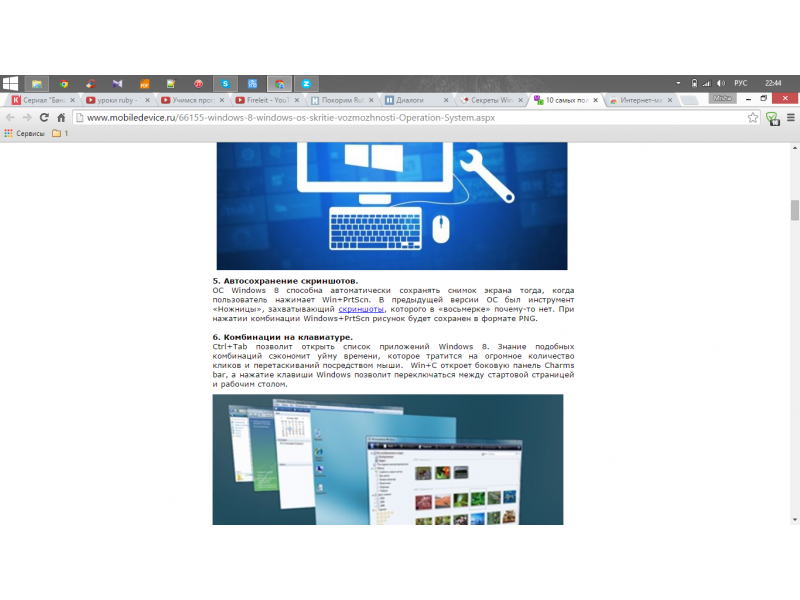 РУС 22:44
Сериал "Бан
уроки ruby -
Учимся прог
Fireleit - YouT
Покорим Ru
Диалоги
Секреты Win
10 самых пол
Интернет-ма
www.mobiledevice.ru/66155-windows-8-windows-os-skritie-vozmozhnosti-Operation-System.aspx
Сервисы 1
5. Автосохранение скриншотов.
ОС Windows 8 способна автоматически сохранять снимок экрана тогда, когда
пользователь нажимает Win+PrtScn. В предыдущей версии ОС был инструмент
«Ножницы», захватывающий скриншоты, которого в «восьмерке» почему-то нет. При
нажатии комбинации Windows+PrtScn рисунок будет сохранен в формате PNG.
6. Комбинации на клавиатуре.
Ctrl+Tab позволит открыть список приложений Windows 8. Знание подобных
комбинаций сэкономит уйму времени, которое тратится на огромное количество
кликов и перетаскиваний посредством мыши. Win+C откроет боковую панель Charms
bar, а нажатие клавиши Windows позволит переключаться между стартовой страницей
и рабочим столом.